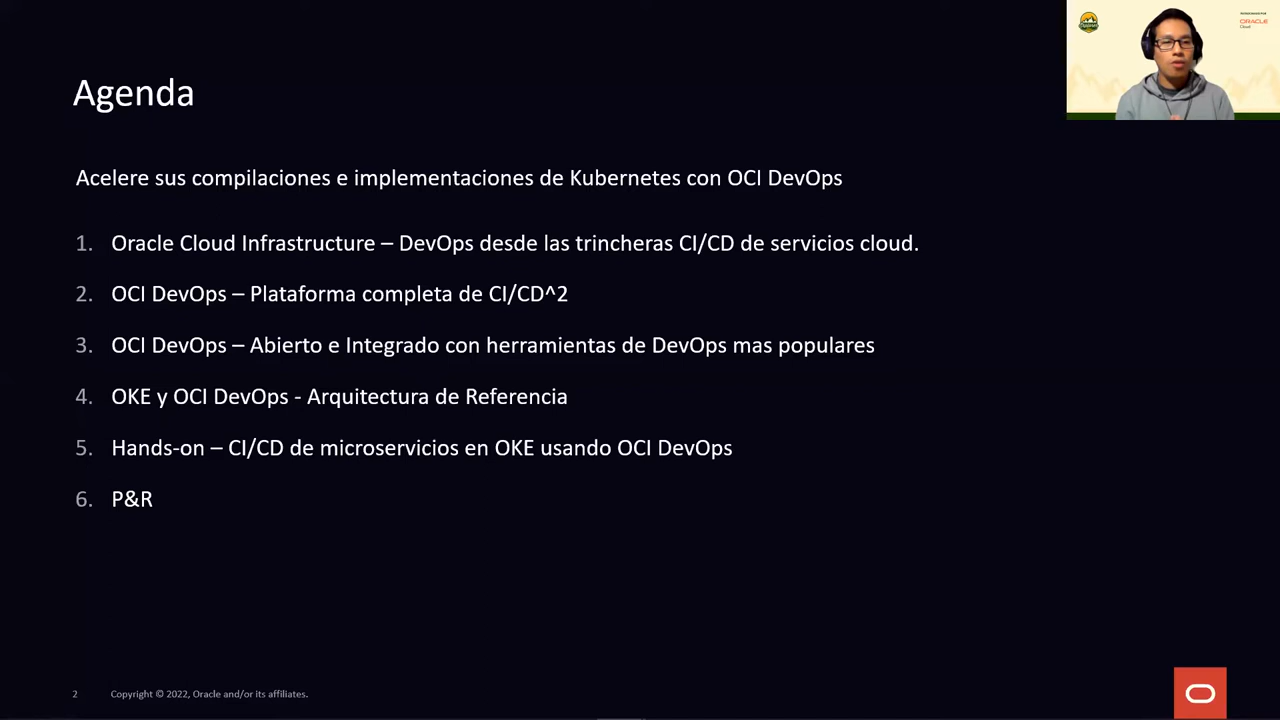 Agenda
Acelere sus compilaciones e implementaciones de Kubernetes con OCI DevOps
1. Oracle Cloud Infrastructure – DevOps desde las trincheras CI/CD de servicios cloud.
2. OCI DevOps – Plataforma completa de CI/CD^2
3. OCI DevOps – Abierto e Integrado con herramientas de DevOps mas populares
4. OKE y OCI DevOps - Arquitectura de Referencia
5. Hands-on – CI/CD de microservicios en OKE usando OCI DevOps
6. P&R
2 Copyright © 2022, Oracle and/or its affiliates.
ORACLE
Cloud